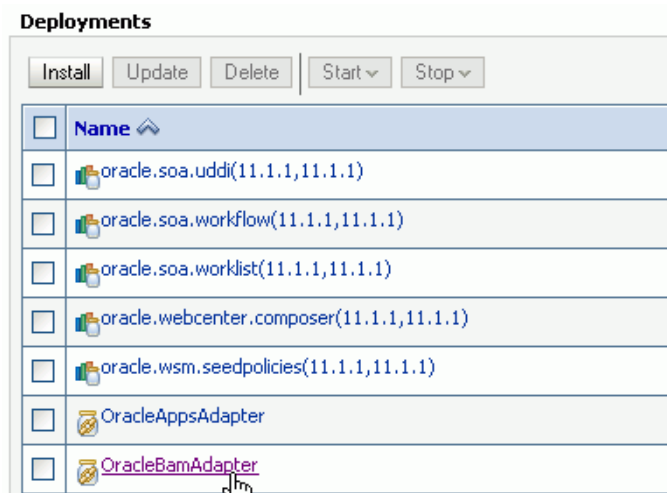 Deployments
Install Update Delete Start Stop
Name
oracle.soa.uddi(11.1.1,11.1.1)
oracle.soa.workflow(11.1.1,11.1.1)
oracle.soa.worklist(11.1.1,11.1.1)
oracle.webcenter.composer(11.1.1,11.1.1)
oracle.wsm.seedpolicies(11.1.1,11.1.1)
OracleAppsAdapter
OracleBamAdapter